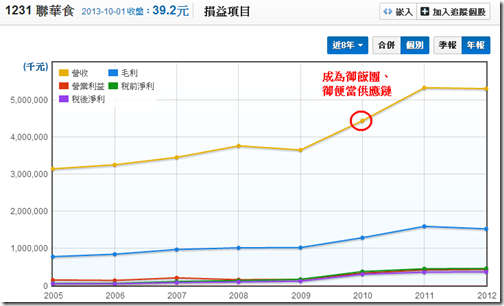 1231 聯華食 2013-10-01 收盤：39.2元 損益項目 嵌入 加入追蹤個股
近8年 合併 個別 季報 年報
(千元)
營收 毛利
營業利益 稅前淨利
稅後淨利
成為御飯團、
御便當供應鏈
5,000,000
4,000,000
3,000,000
2,000,000
1,000,000
0
2005 2006 2007 2008 2009 2010 2011 2012